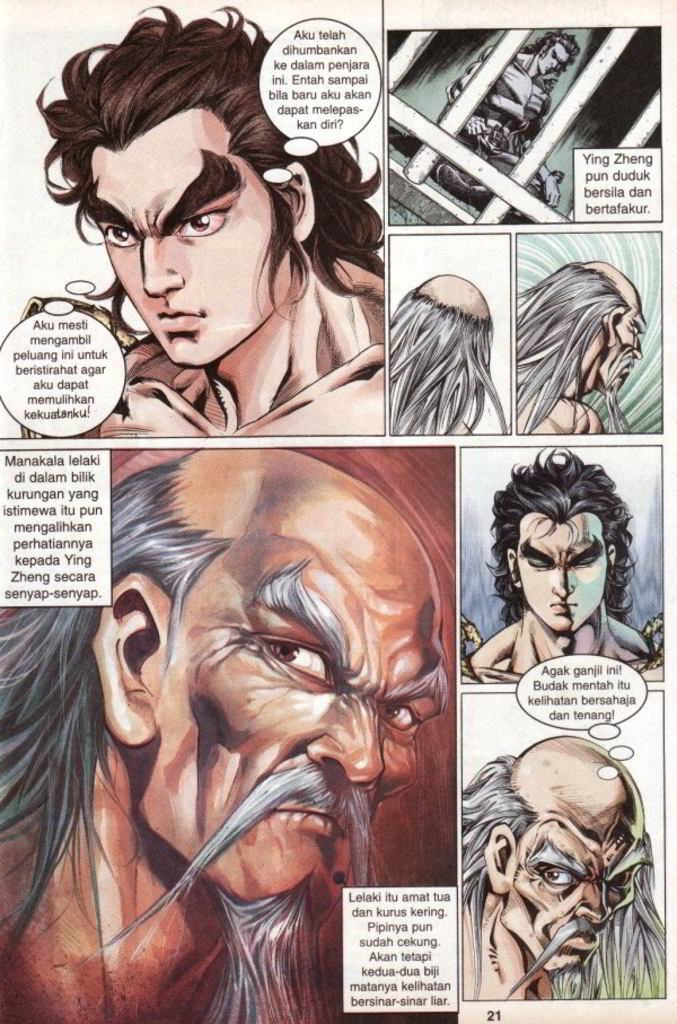 Aku telah
dihumbankan
ke dalam penjara
ini. Entah sampai
bila baru aku akan
dapat melepas-
kan diri?
Aku mesti
mengambil
peluang ini untuk
beristirahat agar
aku dapat
memulihkan
kekuatanku!
Ying Zheng
pun duduk
bersila dan
bertafakur.
Manakala lelaki
di dalam bilik
kurungan yang
istimewa itu pun
mengalihkan
perhatiannya
kepada Ying
Zheng secara
senyap-senyap.
Lelaki itu amat tua
dan kurus kering.
Pipinya pun
sudah cekung.
Akan tetapi
kedua-dua biji
matanya kelihatan
bersinar-sinar liar.
Agak ganjil ini!
Budak mentah itu
kelihatan bersahaja
dan tenang!
21